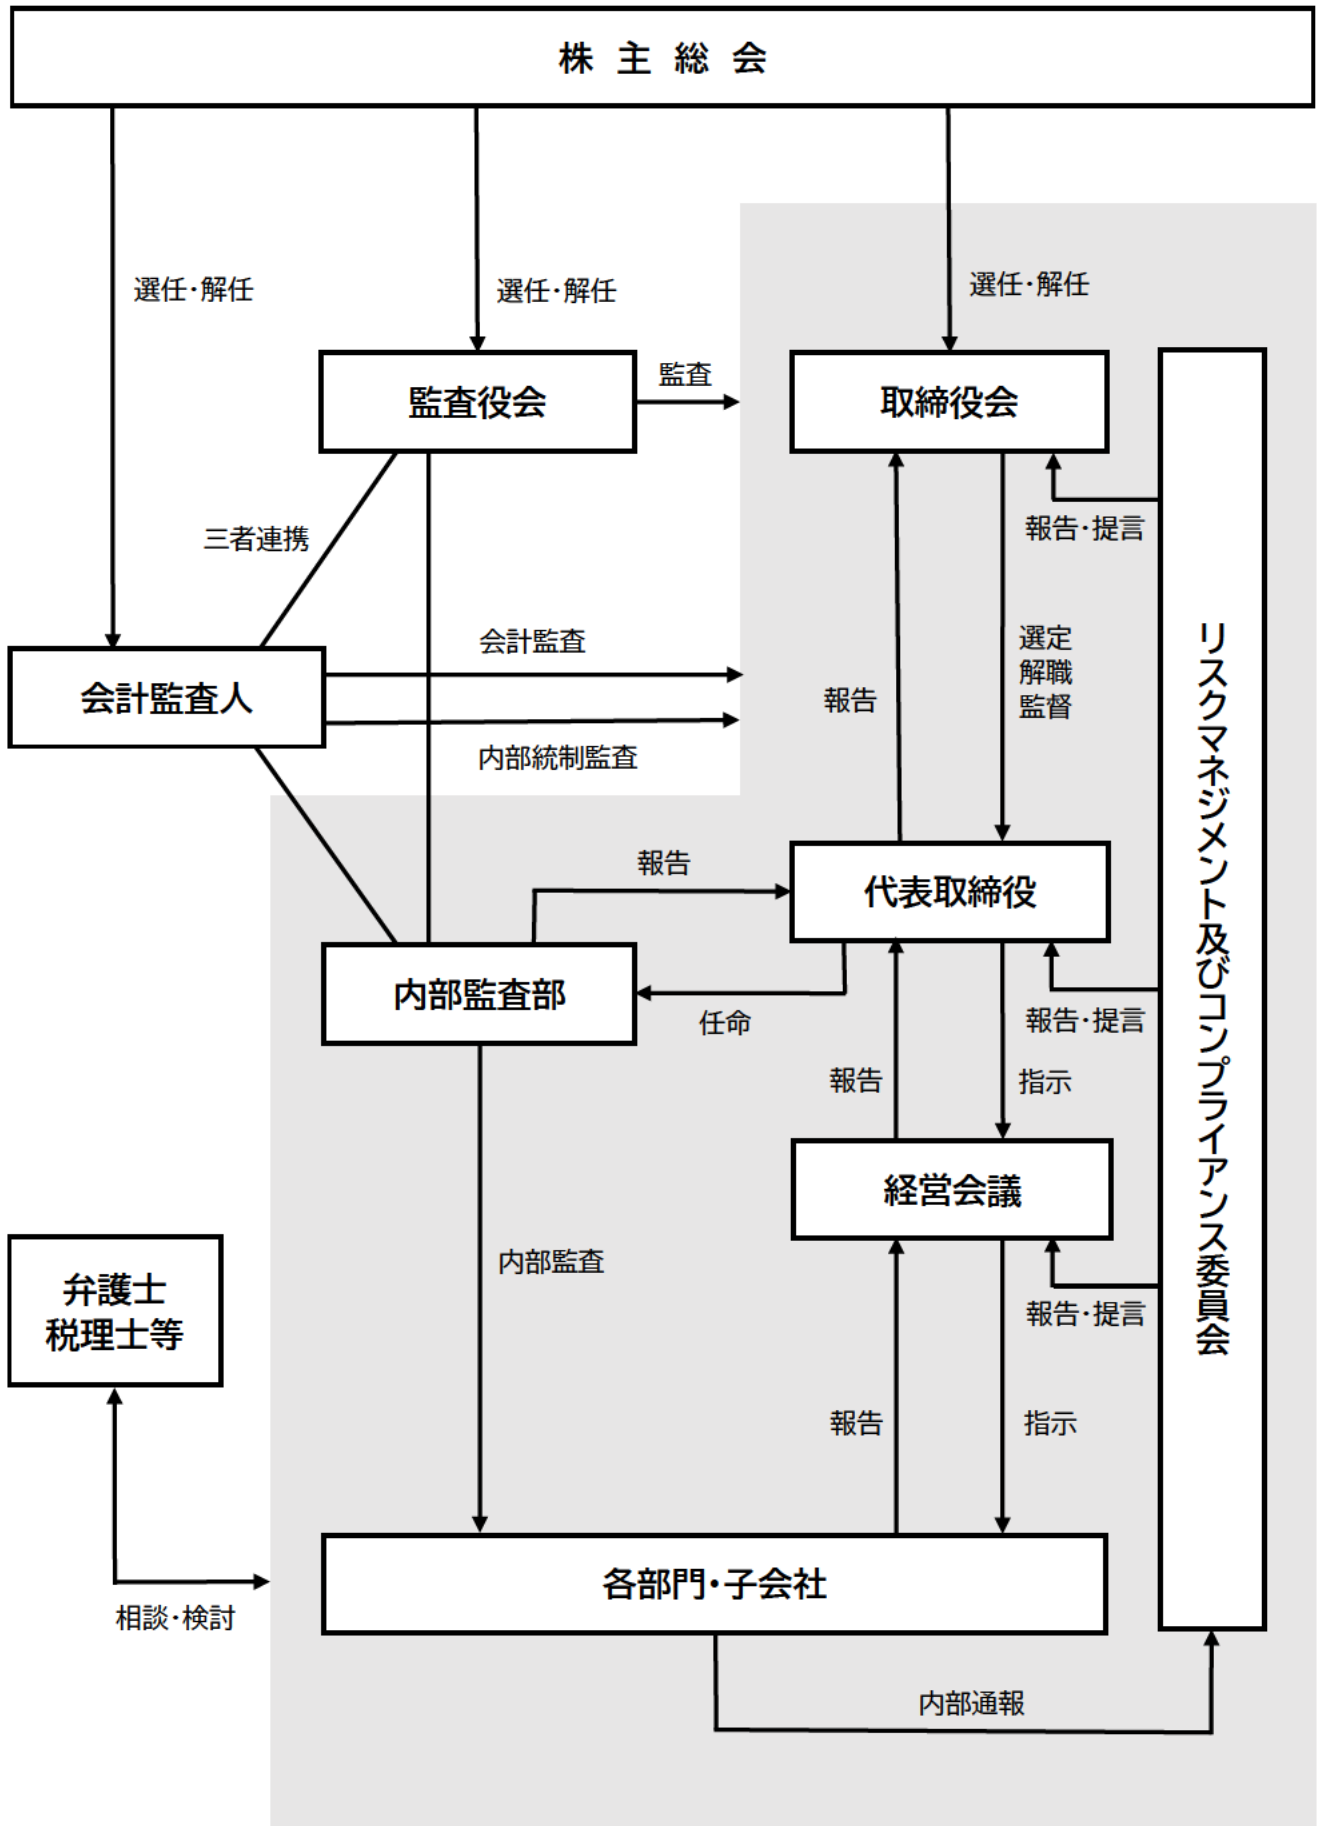 株主総会
選任・解任
選任・解任
選任・解任
監査役会
監査
取締役会
報告・提言
三者連携
会計監査
会計監査人
内部統制監査
報告
選定
解職
監督
リスクマネジメント及びコンプライアンス委員会
報告
代表取締役
内部監査部
任命
報告・提言
報告
指示
経営会議
内部監査
報告・提言
弁護士
税理士等
報告
指示
各部門・子会社
相談・検討
内部通報